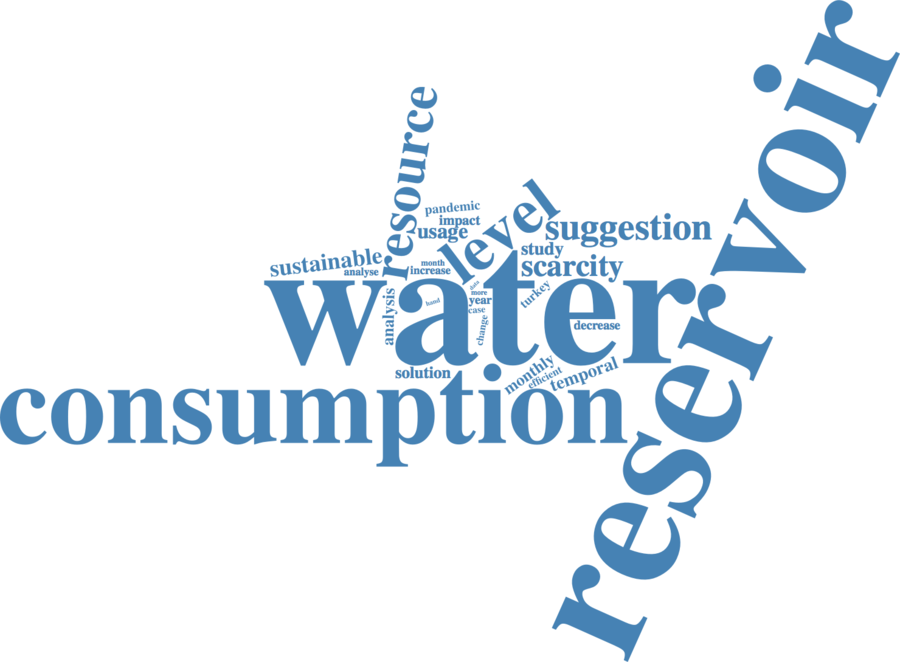 reservoir
resource
pandemic
impact
usage
level
suggestion
study
scarcity
sustainable
analyse
month
increase
data
more
year
case
hand
turkey
analysis
change
decrease
water
solution
monthly
efficient
temporal
consumption